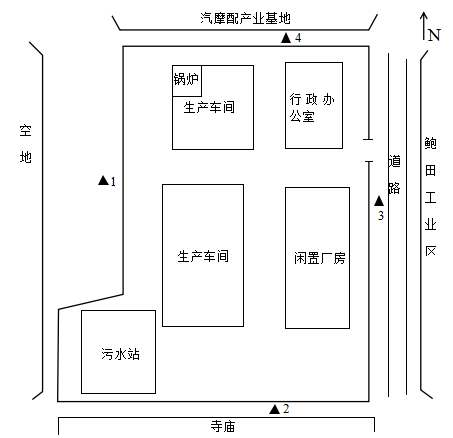 汽摩配产业基地
▲ 4
N
锅炉
生产车间
行政办
公室
空
地
鲍
田
工
业
区
道
路
▲ 1
▲
3
生产车间
闲置厂房
污水站
▲ 2
寺庙